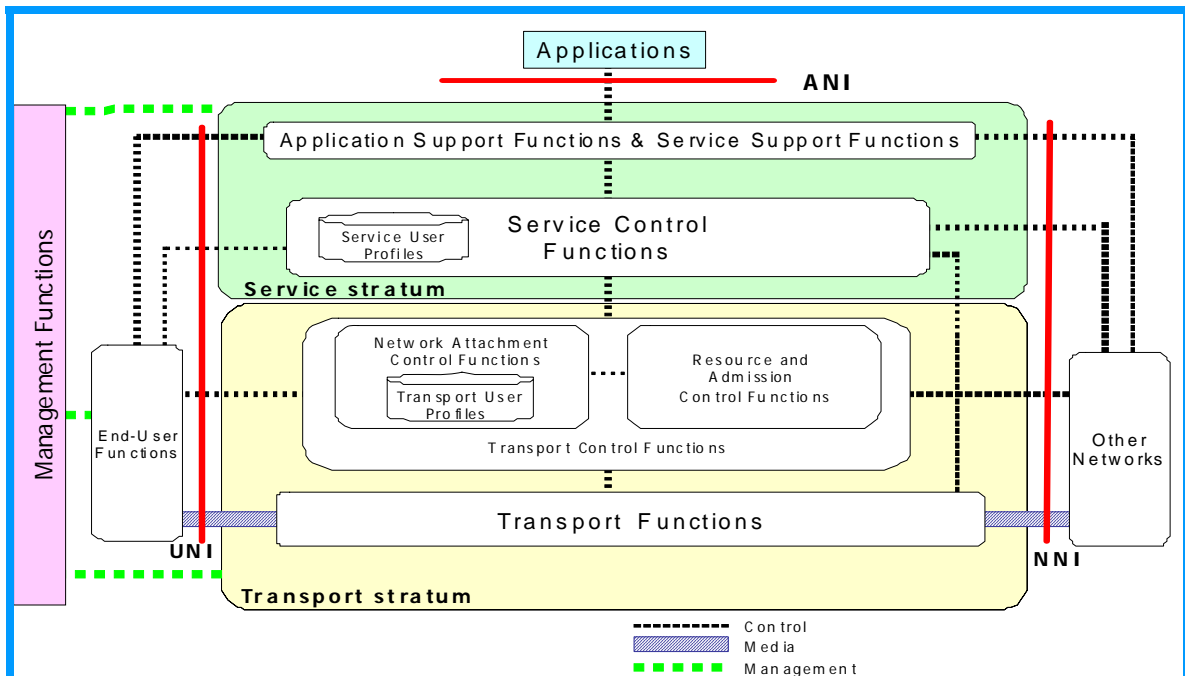 Applications
ANI
Application Support Functions & Service Support Functions
Service Control
Functions
Service User
Profiles
Service stratum
Management Functions
Network Attachment
Control Functions
Transport User
Profiles
Resource and
Admission
Control Functions
Transport Control Functions
End-User
Functions
Other
Networks
Transport Functions
UNI
NNI
Transport stratum
Control
Media
Management